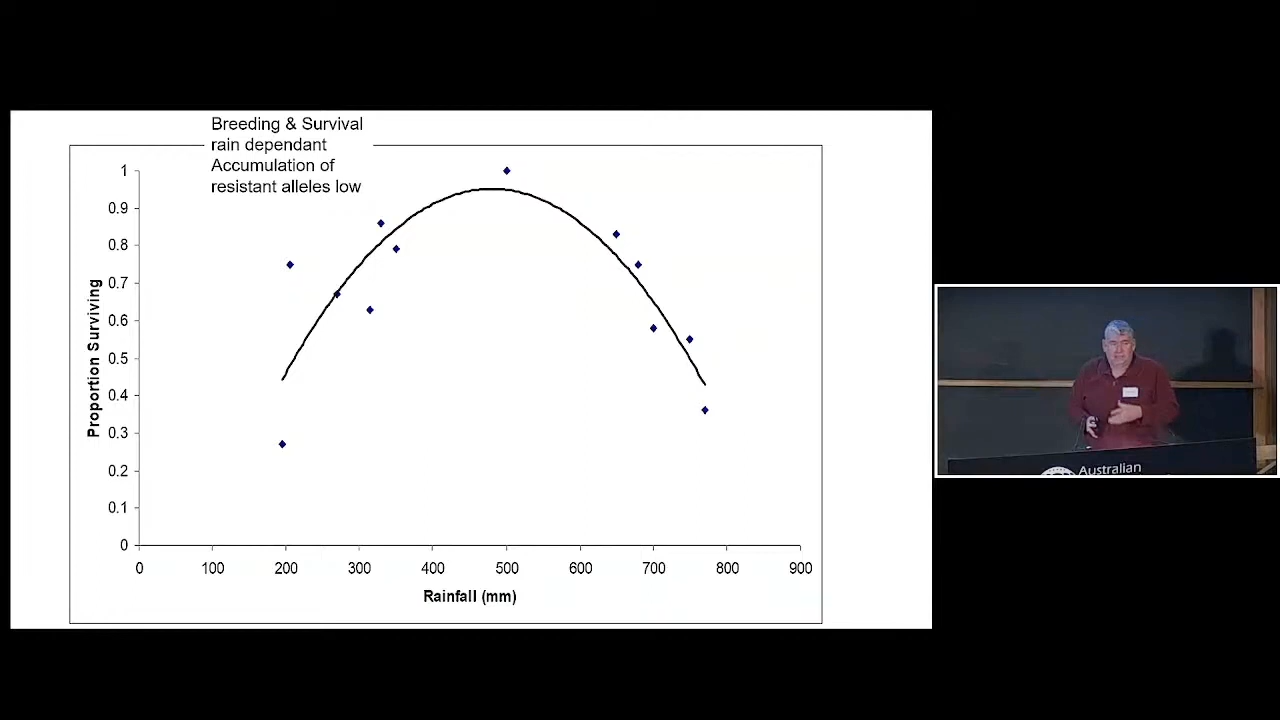 Breeding & Survival
rain dependant
Accumulation of
resistant alleles low
1
0.9
0.8
0.7
0.6
0.5
0.4
0.3
0.2
0.1
0
Proportion Surviving
0 100 200 300 400 500 600 700 800 900
Rainfall (mm)
Australian